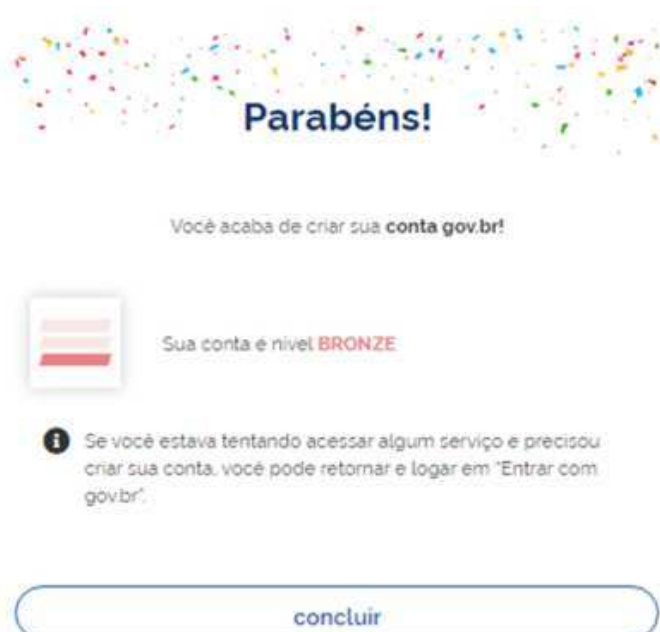 Parabéns!
Você acaba de criar sua conta gov.br!
Sua conta é nível BRONZE
Se você estava tentando acessar algum serviço e precisou
criar sua conta, você pode retornar e logar em "Entrar com
gov.br".
concluir